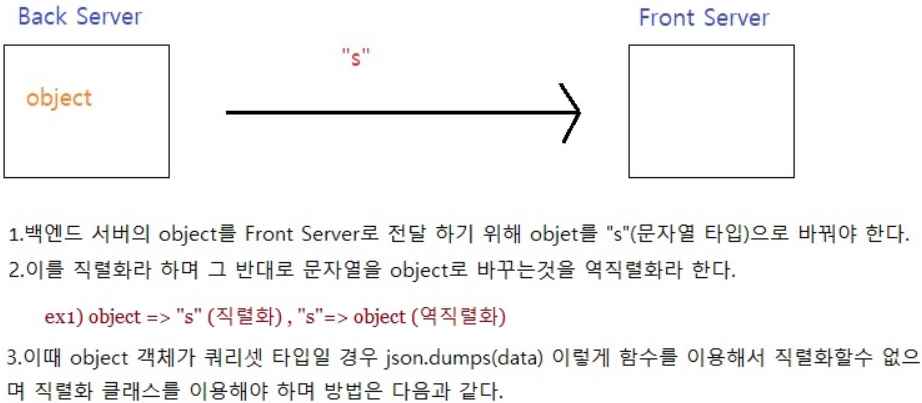 Back Server
Front Server
"s"
object
1.백엔드 서버의 object를 Front Server로 전달 하기 위해 objet를 "s"(문자열 타입)으로 바꿔야 한다.
2.이를 직렬화라 하며 그 반대로 문자열을 object로 바꾸는것을 역직렬화라 한다.
ex1) object => "s" (직렬화) , "s"=> object (역직렬화)
3.이때 object 객체가 쿼리셋 타입일 경우 json.dumps(data) 이렇게 함수를 이용해서 직렬화할수 없으
며 직렬화 클래스를 이용해야 하며 방법은 다음과 같다.